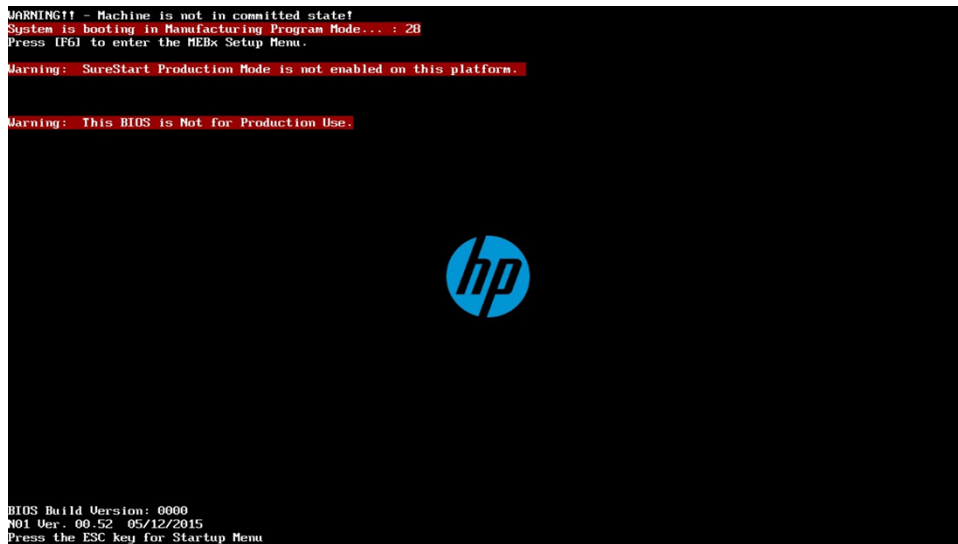 WARNING!! - Machine is not in committed state!
System is booting in Manufacturing Program Mode... : 28
Press [F6] to enter the MEBx Setup Menu.
Warning: SureStart Production Mode is not enabled on this platform.
Warning: This BIOS is Not for Production Use.
hp
BIOS Build Version: 0000
N01 Ver. 00.52 05/12/2015
Press the ESC key for Startup Menu